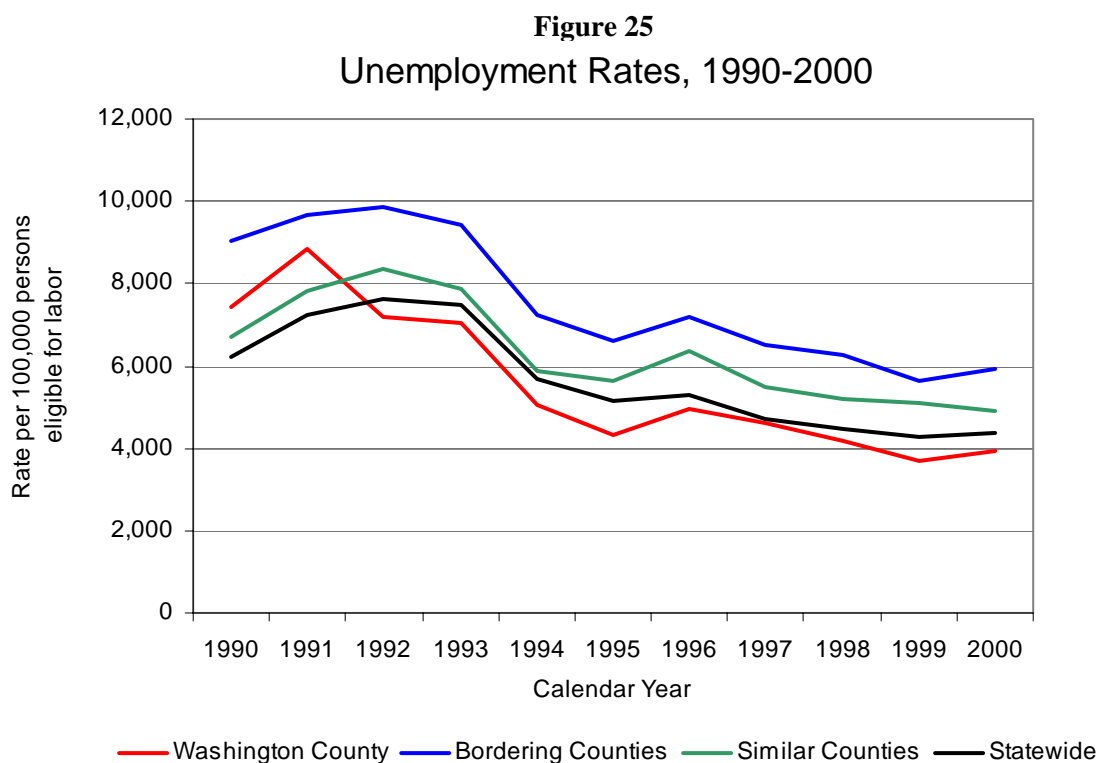 Figure 25
Unemployment Rates, 1990-2000
Rate per 100,000 persons
eligible for labor
12,000
10,000
8,000
6,000
4,000
2,000
0
1990 1991 1992 1993 1994 1995 1996 1997 1998 1999 2000
Calendar Year
Washington County Bordering Counties Similar Counties Statewide